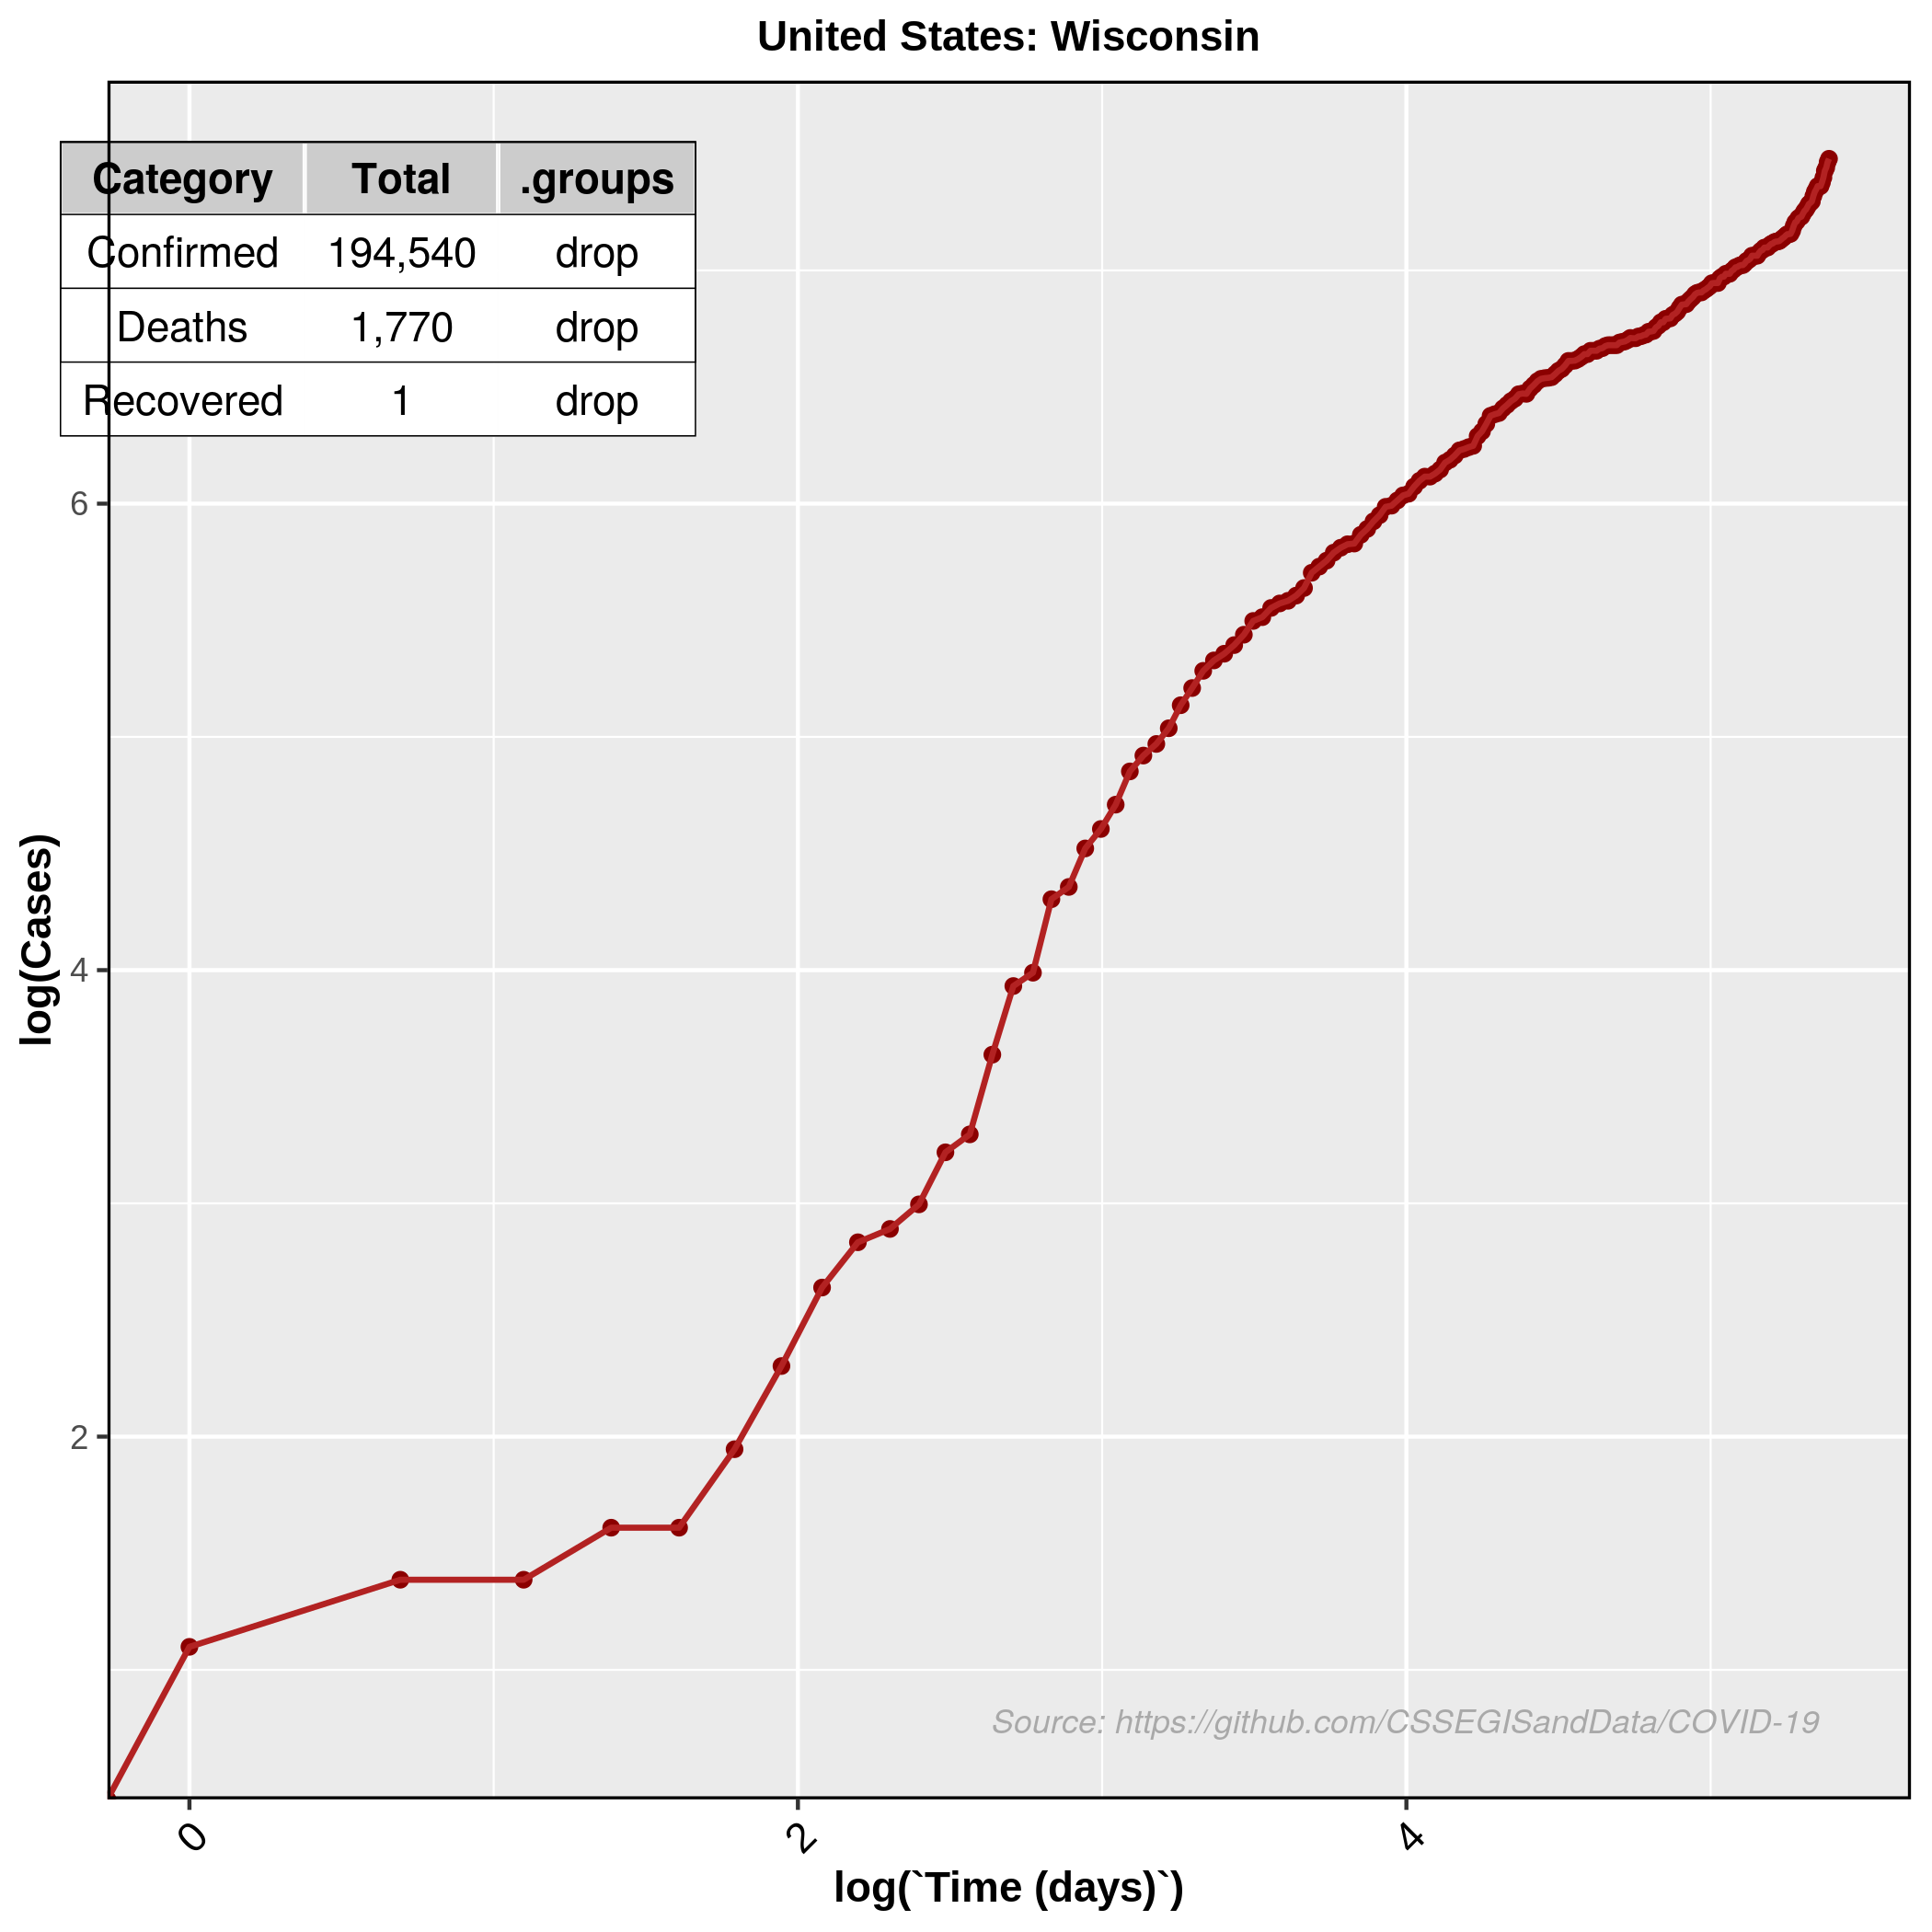 United States: Wisconsin
Category Total .groups
Confirmed 194,540 drop
Deaths 1,770 drop
Recovered 1 drop
6
4
2
log(Cases)
Source: https://github.com/CSSEGISandData/COVID-19
0 2 4
log(`Time (days)`)